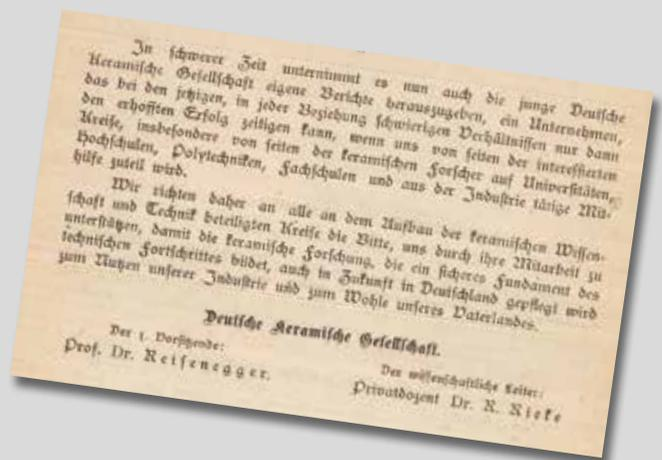 In schwerer Zeit unternimmt es nun auch die junge Deutsche
Keramische Gesellschaft eigene Berichte herauszugeben, ein Unternehmen,
das bei den jetzigen, in jeder Beziehung schwierigen Verhältnissen nur dann
den erhofften Erfolg zeitigen kann, wenn uns von seiten der interessierten
Kreise, insbesondere von seiten der keramischen Forscher auf Universitäten,
Hochschulen, Polytechniken, Fachschulen und aus der Industrie tätige Mit-
hilfe zuteil wird.
Wir richten daher an alle an dem Aufbau der keramischen Wissen-
schaft und Technik beteiligten Kreise die Bitte, uns durch ihre Mitarbeit zu
unterstützen, damit die keramische Forschung, die ein sicheres Fundament des
technischen Fortschrittes bildet, auch in Zukunft in Deutschland gepflegt wird
zum Nutzen unserer Industrie und zum Wohle unseres Vaterlandes.
Deutsche Keramische Gesellschaft.
Der 1. Vorsitzende:
Prof. Dr. Reisenegger.
Der wissenschaftliche Leiter:
Privatdozent Dr. R. Rieke